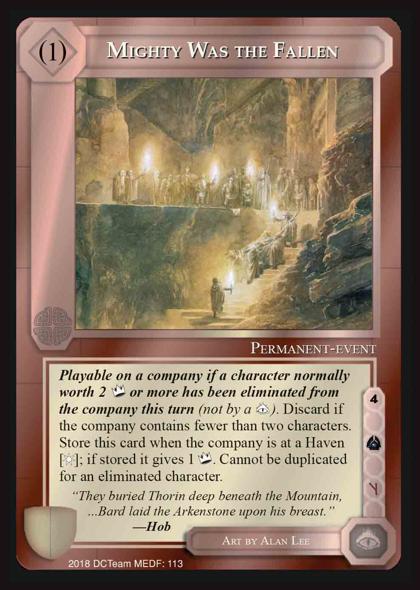 (1)
Mighty Was the Fallen
Permanent-event
Playable on a company if a character normally
worth 2 or more has been eliminated from
the company this turn (not by a ). Discard if
the company contains fewer than two characters.
Store this card when the company is at a Haven
[ ]; if stored it gives 1 . Cannot be duplicated
for an eliminated character.
4
“They buried Thorin deep beneath the Mountain,
...Bard laid the Arkenstone upon his breast.”
—Hob
Art by Alan Lee
2018 DCTeam MEDF: 113